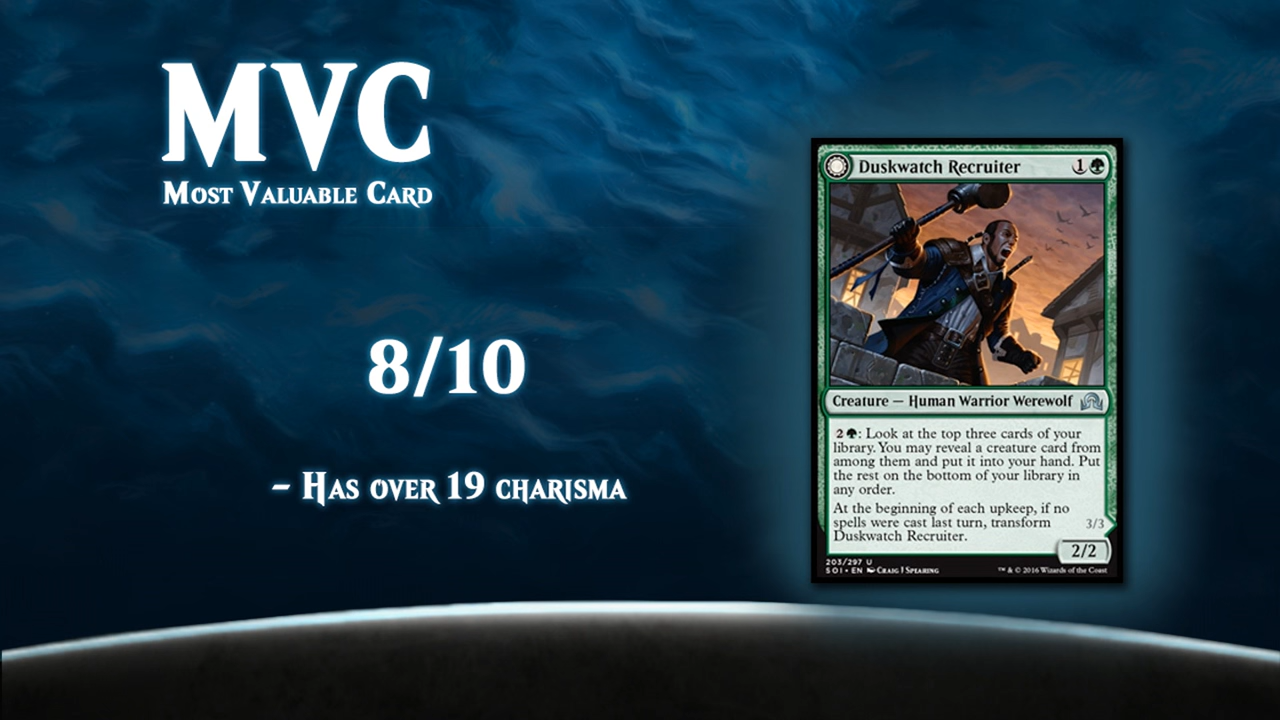 MVC
Most Valuable Card
8/10
– Has over 19 charisma
Duskwatch Recruiter 1
Creature — Human Warrior Werewolf
2: Look at the top three cards of your
library. You may reveal a creature card from
among them and put it into your hand. Put
the rest on the bottom of your library in
any order.
At the beginning of each upkeep, if no
spells were cast last turn, transform
Duskwatch Recruiter.
3/3
2/2
203/297 U
SOI • EN Craig J Spearing
™ & © 2016 Wizards of the Coast